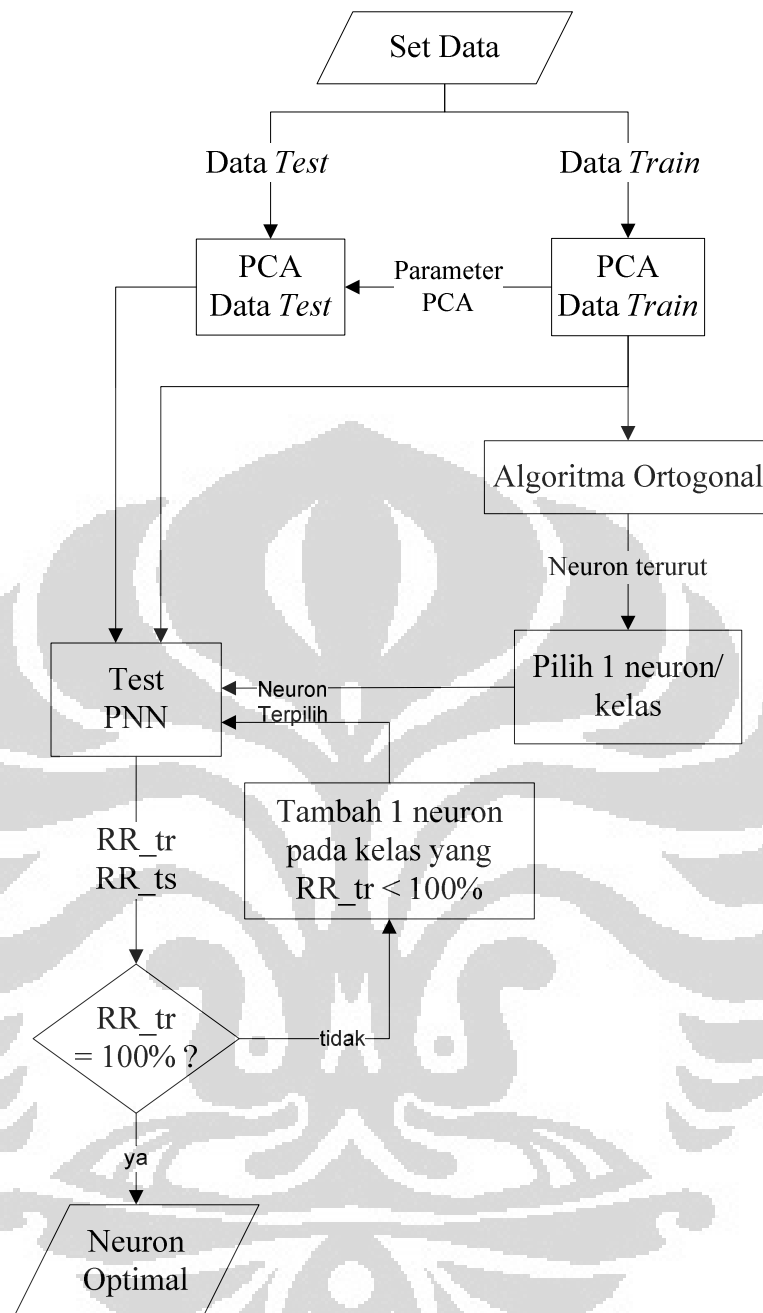 Set Data
Data Test
Data Train
PCA
Data Test
Parameter
PCA
PCA
Data Train
Algoritma Ortogonal
Neuron terurut
Pilih 1 neuron/
kelas
Neuron
Terpilih
Test
PNN
Tambah 1 neuron
pada kelas yang
RR_tr < 100%
RR_tr
RR_ts
RR_tr
= 100% ?
tidak
ya
Neuron
Optimal